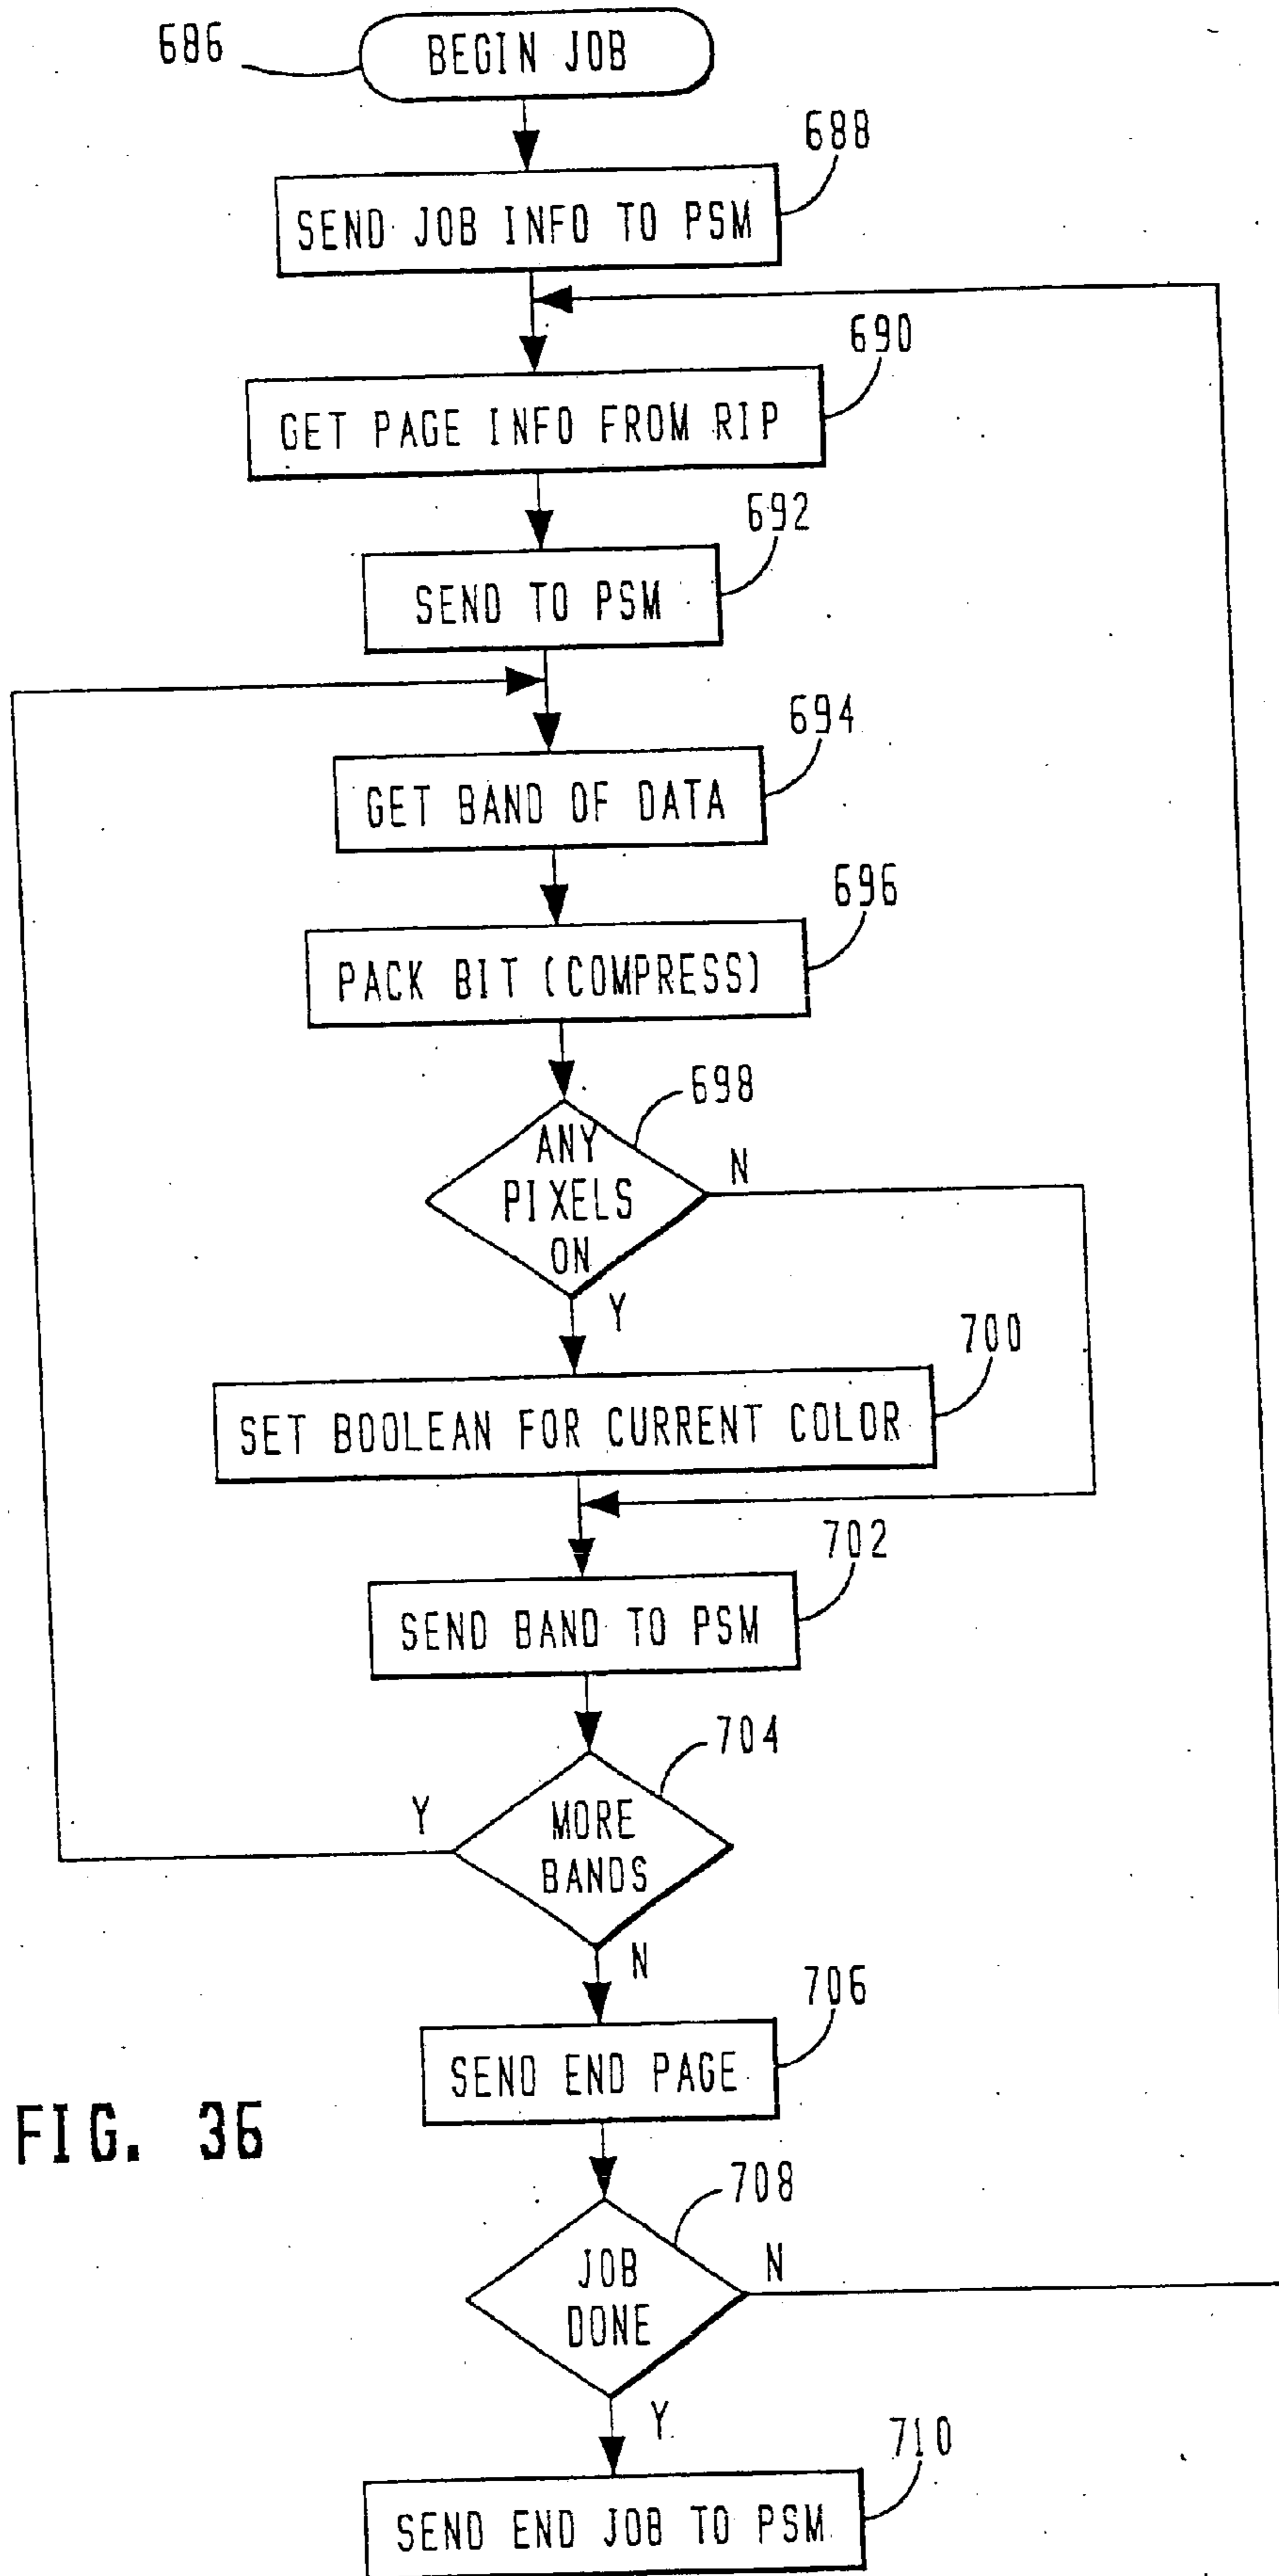 686
BEGIN JOB
688
SEND JOB INFO TO PSM
690
GET PAGE INFO FROM RIP
692
SEND TO PSM
694
GET BAND OF DATA
696
PACK BIT (COMPRESS)
698
ANY
PIXELS
ON
N
Y
700
SET BOOLEAN FOR CURRENT COLOR
702
SEND BAND TO PSM
704
MORE
BANDS
Y
N
706
SEND END PAGE
FIG. 36
708
JOB
DONE
N
Y
710
SEND END JOB TO PSM